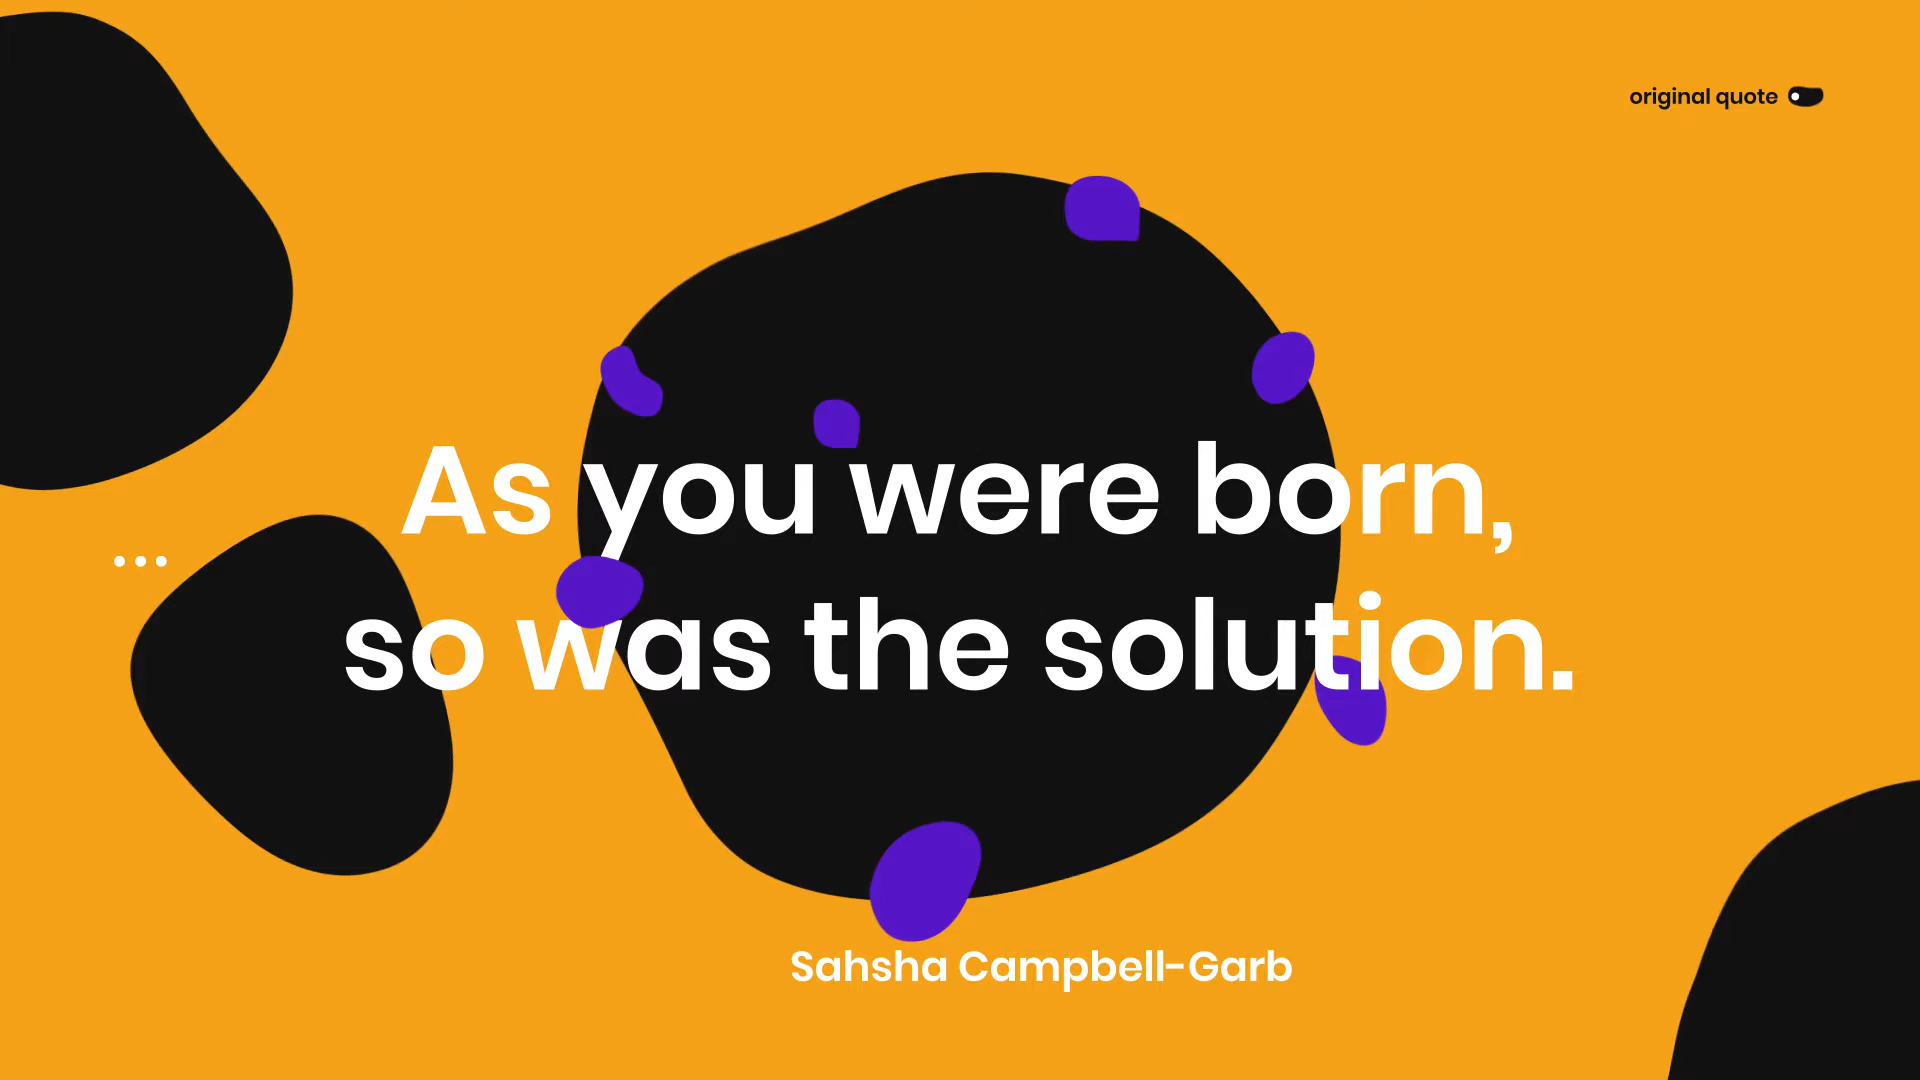 original quote
As you were born,
so was the solution.
Sahsha Campbell-Garb